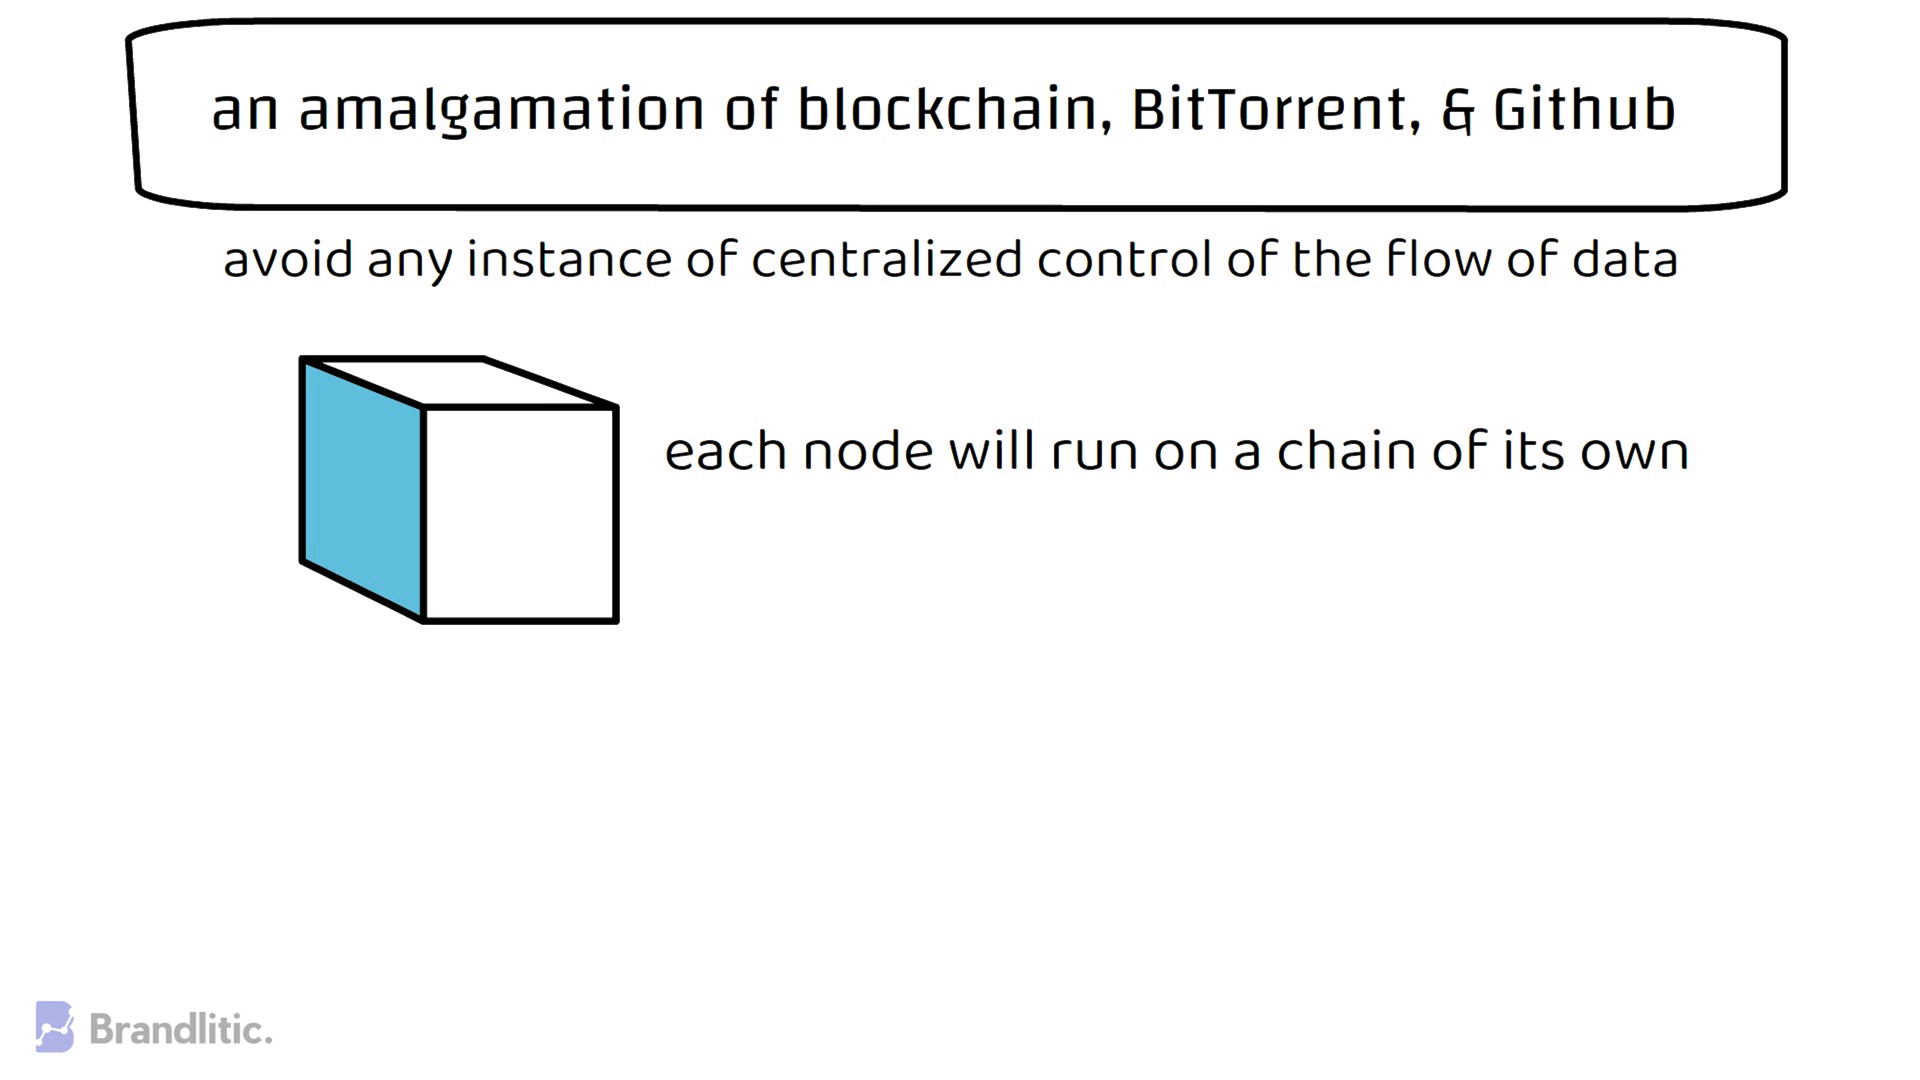 an amalgamation of blockchain, BitTorrent, & Github
avoid any instance of centralized control of the flow of data
each node will run on a chain of its own
Brandlitic.